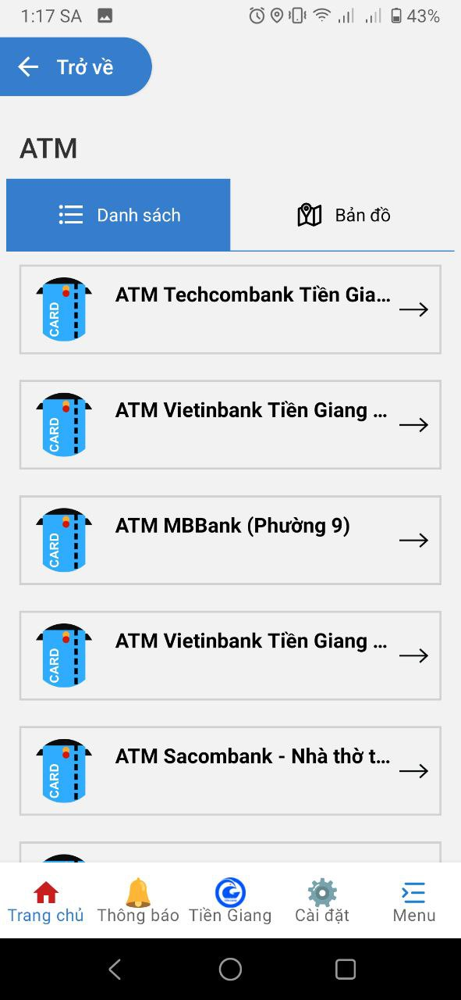 1:17 SA
43%
Trở về
ATM
Danh sách
Bản đồ
CARD
ATM Techcombank Tiền Gia...
CARD
ATM Vietinbank Tiền Giang ...
CARD
ATM MBBank (Phường 9)
CARD
ATM Vietinbank Tiền Giang ...
CARD
ATM Sacombank - Nhà thờ t...
Trang chủ
Thông báo
Tiền Giang
Cài đặt
Menu